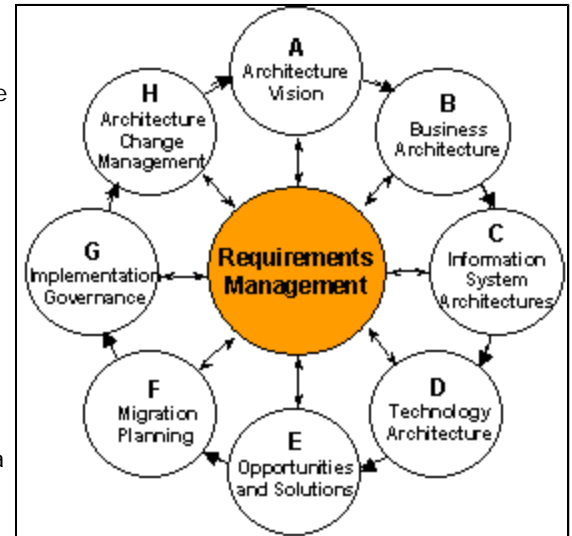 A
Architecture
Vision
B
Business
Architecture
C
Information
System
Architectures
D
Technology
Architecture
E
Opportunities
and Solutions
F
Migration
Planning
G
Implementation
Governance
H
Architecture
Change
Management
Requirements
Management
e
a